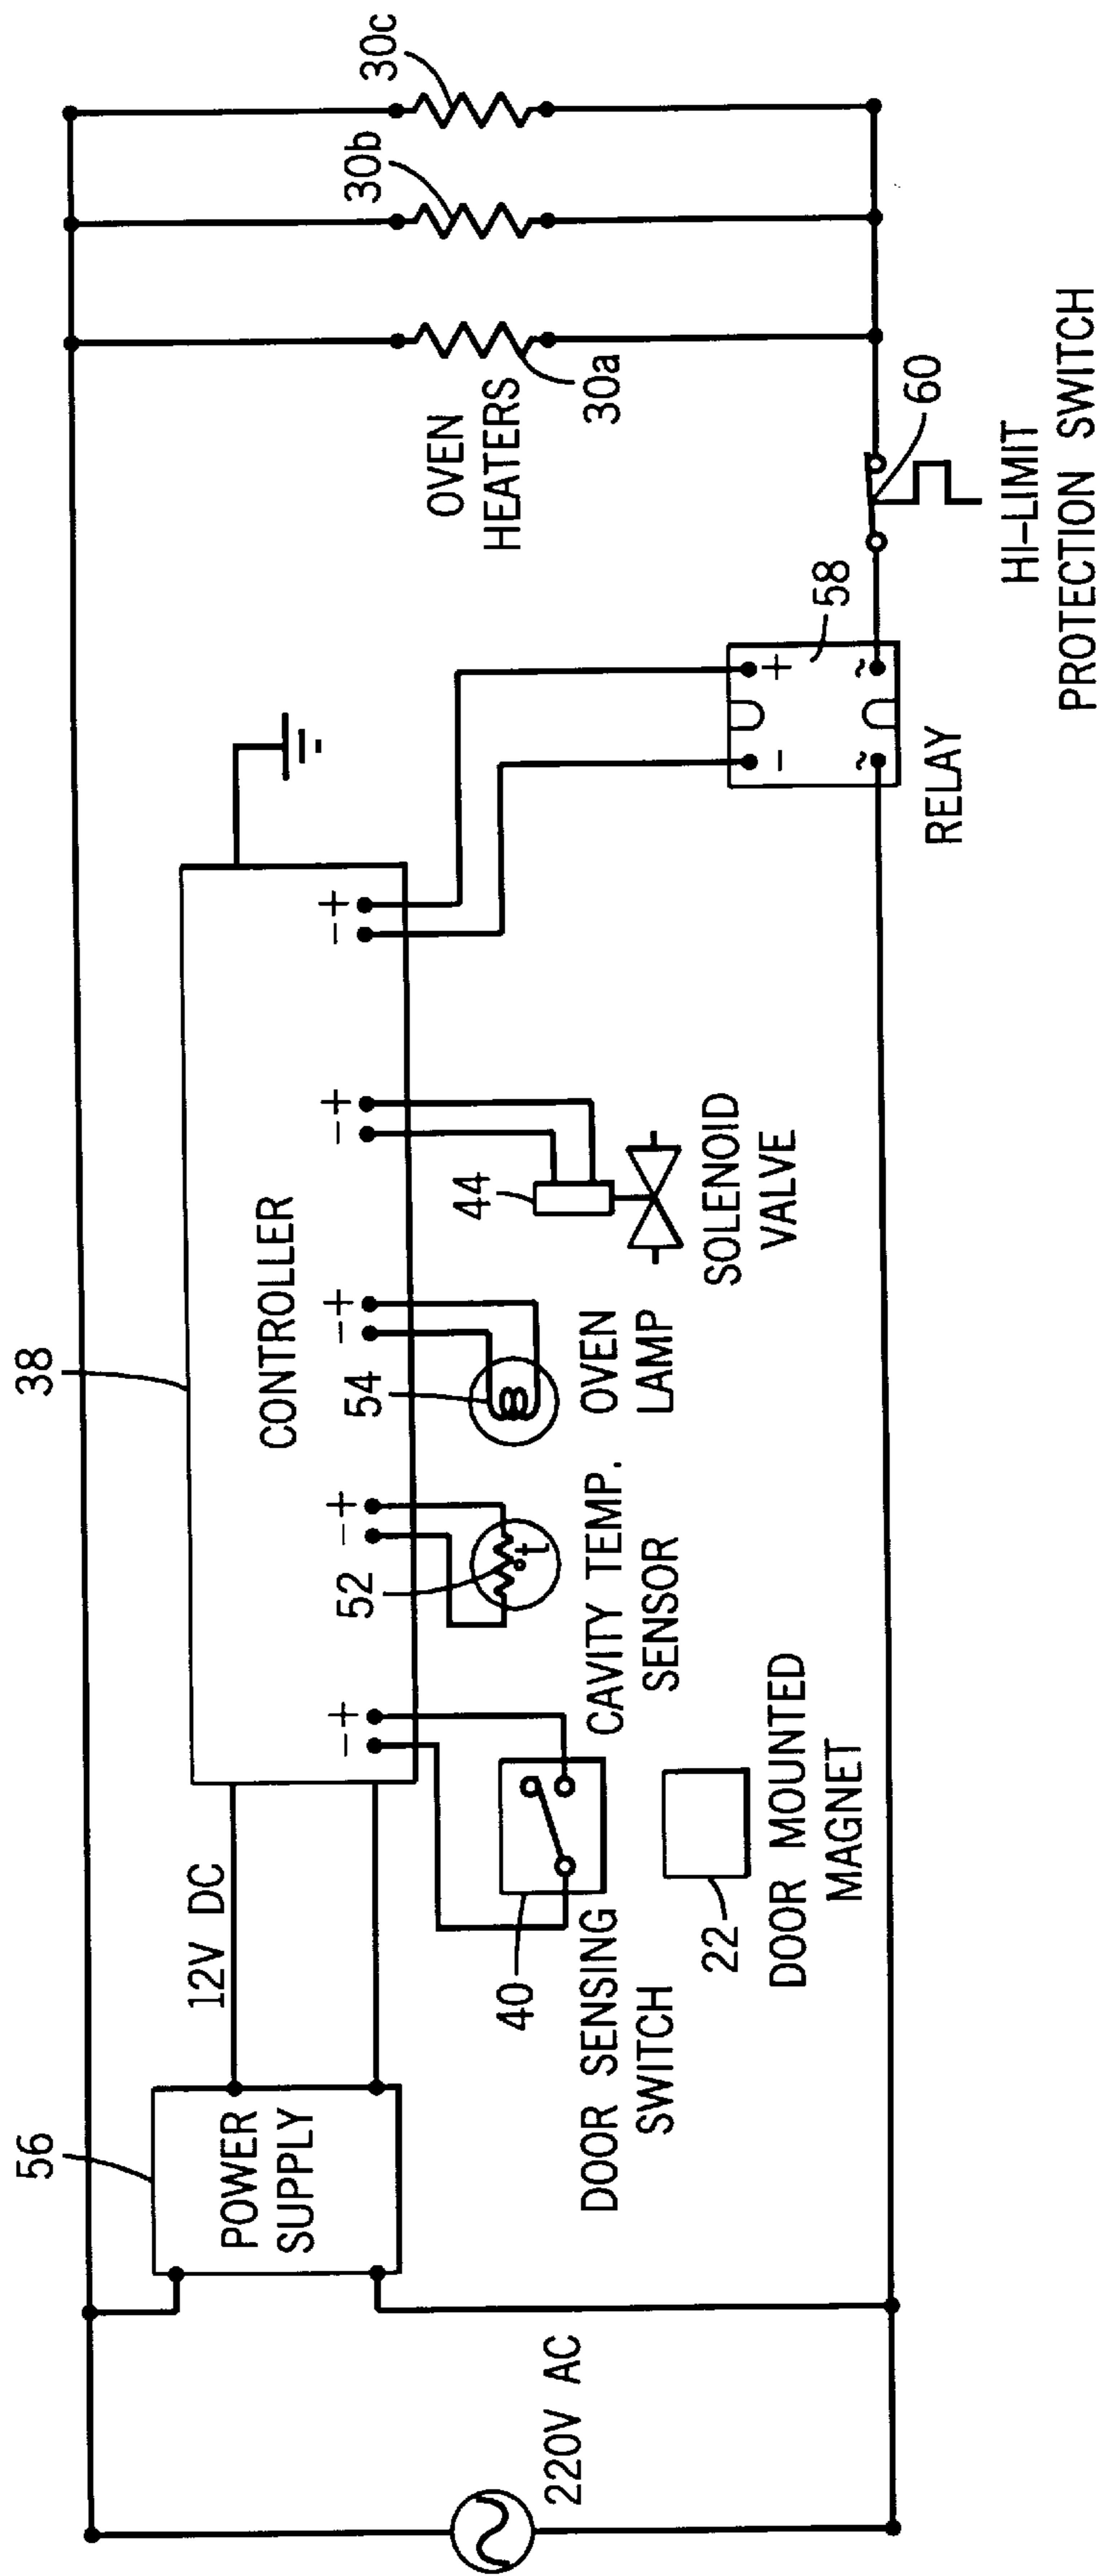 38
56
POWER
SUPPLY
12V DC
CONTROLLER
- +
- +
- +
- +
- +
52
54
44
40
DOOR SENSING
SWITCH
22
DOOR MOUNTED
MAGNET
CAVITY TEMP.
SENSOR
t
OVEN
LAMP
SOLENOID
VALVE
220V AC
- +
~ ~
58
RELAY
60
HI-LIMIT
PROTECTION SWITCH
OVEN
HEATERS
30a
30b
30c